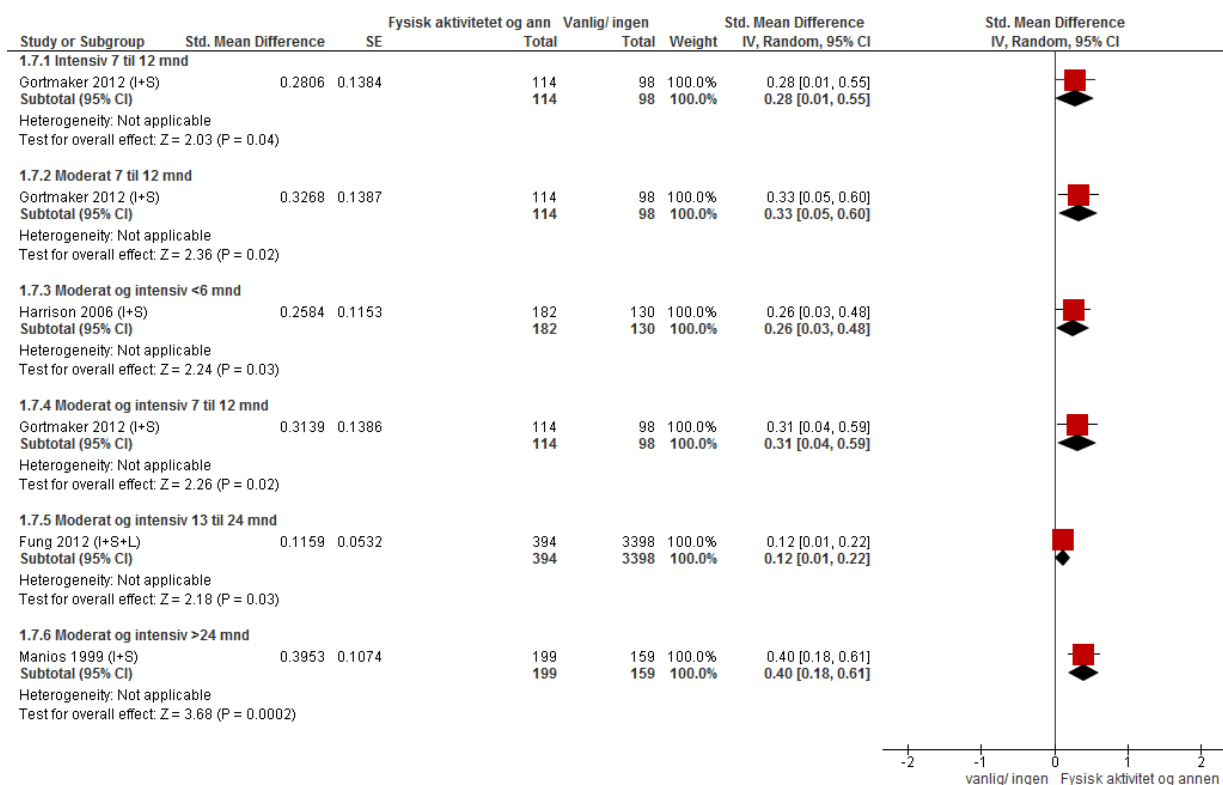 Fysisk aktivitetet og ann Vanlig/ ingen Std. Mean Difference Std. Mean Difference
Study or Subgroup Std. Mean Difference SE Total Total Weight IV, Random, 95% CI IV, Random, 95% CI
1.7.1 Intensiv 7 til 12 mnd
Gortmaker 2012 (I+S) 0.2806 0.1384 114 98 100.0% 0.28 [0.01, 0.55]
Subtotal (95% CI) 114 98 100.0% 0.28 [0.01, 0.55]
Heterogeneity: Not applicable
Test for overall effect: Z = 2.03 (P = 0.04)
1.7.2 Moderat 7 til 12 mnd
Gortmaker 2012 (I+S) 0.3268 0.1387 114 98 100.0% 0.33 [0.05, 0.60]
Subtotal (95% CI) 114 98 100.0% 0.33 [0.05, 0.60]
Heterogeneity: Not applicable
Test for overall effect: Z = 2.36 (P = 0.02)
1.7.3 Moderat og intensiv <6 mnd
Harrison 2006 (I+S) 0.2584 0.1153 182 130 100.0% 0.26 [0.03, 0.48]
Subtotal (95% CI) 182 130 100.0% 0.26 [0.03, 0.48]
Heterogeneity: Not applicable
Test for overall effect: Z = 2.24 (P = 0.03)
1.7.4 Moderat og intensiv 7 til 12 mnd
Gortmaker 2012 (I+S) 0.3139 0.1386 114 98 100.0% 0.31 [0.04, 0.59]
Subtotal (95% CI) 114 98 100.0% 0.31 [0.04, 0.59]
Heterogeneity: Not applicable
Test for overall effect: Z = 2.26 (P = 0.02)
1.7.5 Moderat og intensiv 13 til 24 mnd
Fung 2012 (I+S+L) 0.1159 0.0532 394 3398 100.0% 0.12 [0.01, 0.22]
Subtotal (95% CI) 394 3398 100.0% 0.12 [0.01, 0.22]
Heterogeneity: Not applicable
Test for overall effect: Z = 2.18 (P = 0.03)
1.7.6 Moderat og intensiv >24 mnd
Manios 1999 (I+S) 0.3953 0.1074 199 159 100.0% 0.40 [0.18, 0.61]
Subtotal (95% CI) 199 159 100.0% 0.40 [0.18, 0.61]
Heterogeneity: Not applicable
Test for overall effect: Z = 3.68 (P = 0.0002)
-2 -1 0 1 2
vanlig/ ingen Fysisk aktivitet og annen